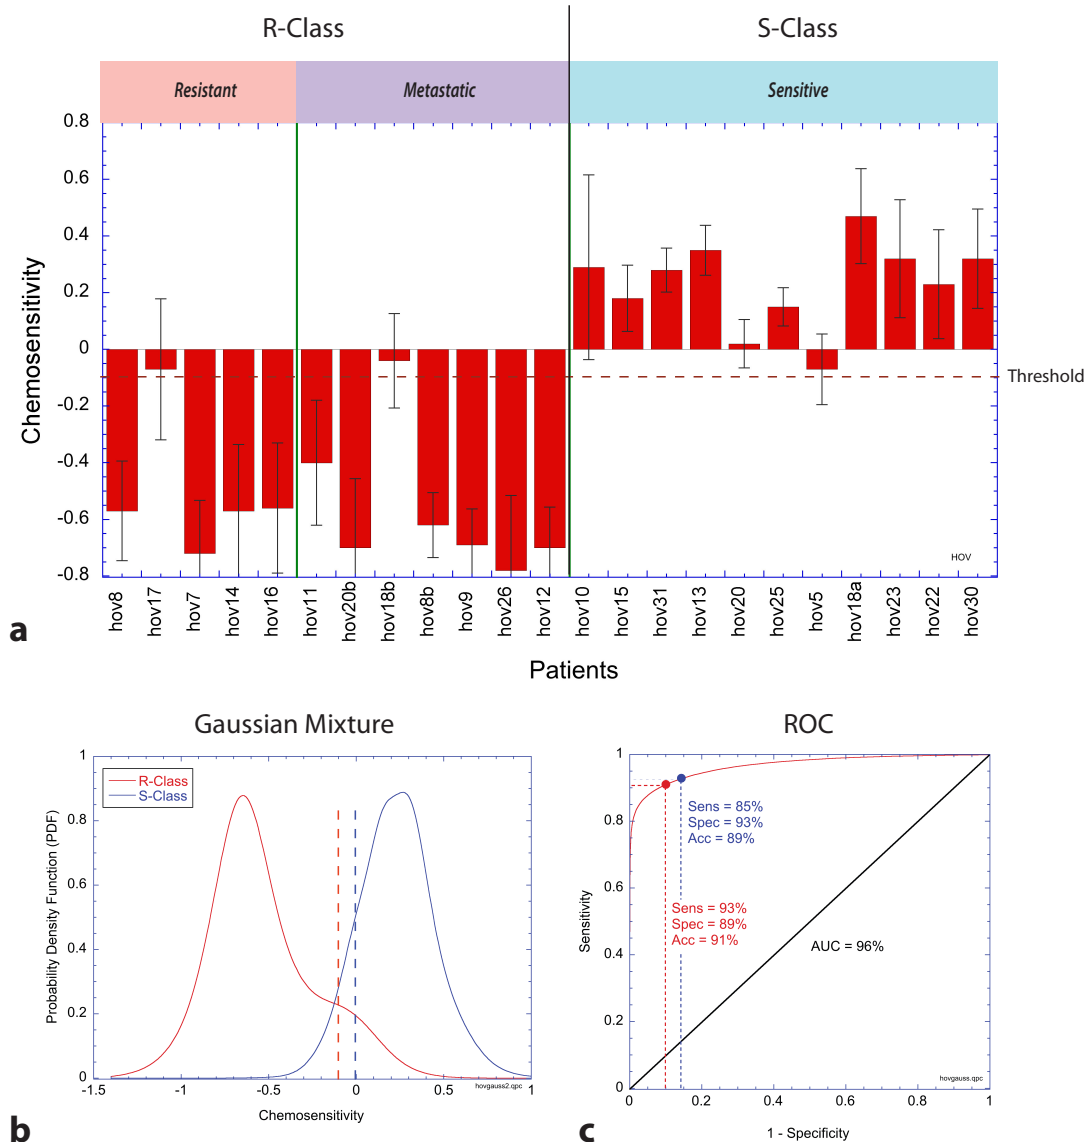 R-Class
S-Class
Resistant
Metastatic
Sensitive
0.8
0.6
0.4
0.2
0
-0.2
-0.4
-0.6
-0.8
Chemosensitivity
Threshold
HOV
hov8
hov17
hov7
hov14
hov16
hov11
hov20b
hov18b
hov8b
hov9
hov26
hov12
hov10
hov15
hov31
hov13
hov20
hov25
hov5
hov18a
hov23
hov22
hov30
a
Patients
Gaussian Mixture
1
0.8
0.6
0.4
0.2
0
Probability Density Function (PDF)
R-Class
S-Class
-1.5
-1
-0.5
0
0.5
1
hovgauss2.qpc
Chemosensitivity
b
ROC
1
0.8
0.6
0.4
0.2
0
Sensitivity
Sens = 85%
Spec = 93%
Acc = 89%
Sens = 93%
Spec = 89%
Acc = 91%
AUC = 96%
hovgauss.qpc
0
0.2
0.4
0.6
0.8
1
1 - Specificity
c